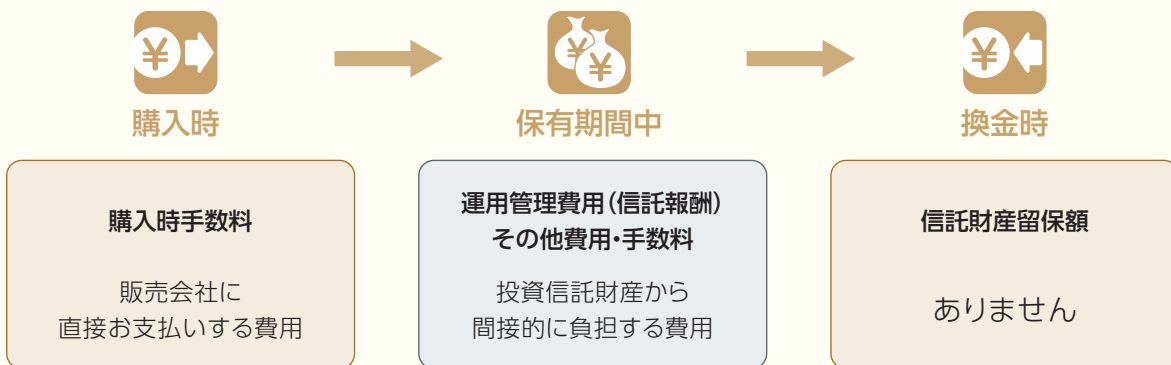 購入時
保有期間中
換金時
購入時手数料
販売会社に
直接お支払いする費用
運用管理費用(信託報酬)
その他費用・手数料
投資信託財産から
間接的に負担する費用
信託財産留保額
ありません